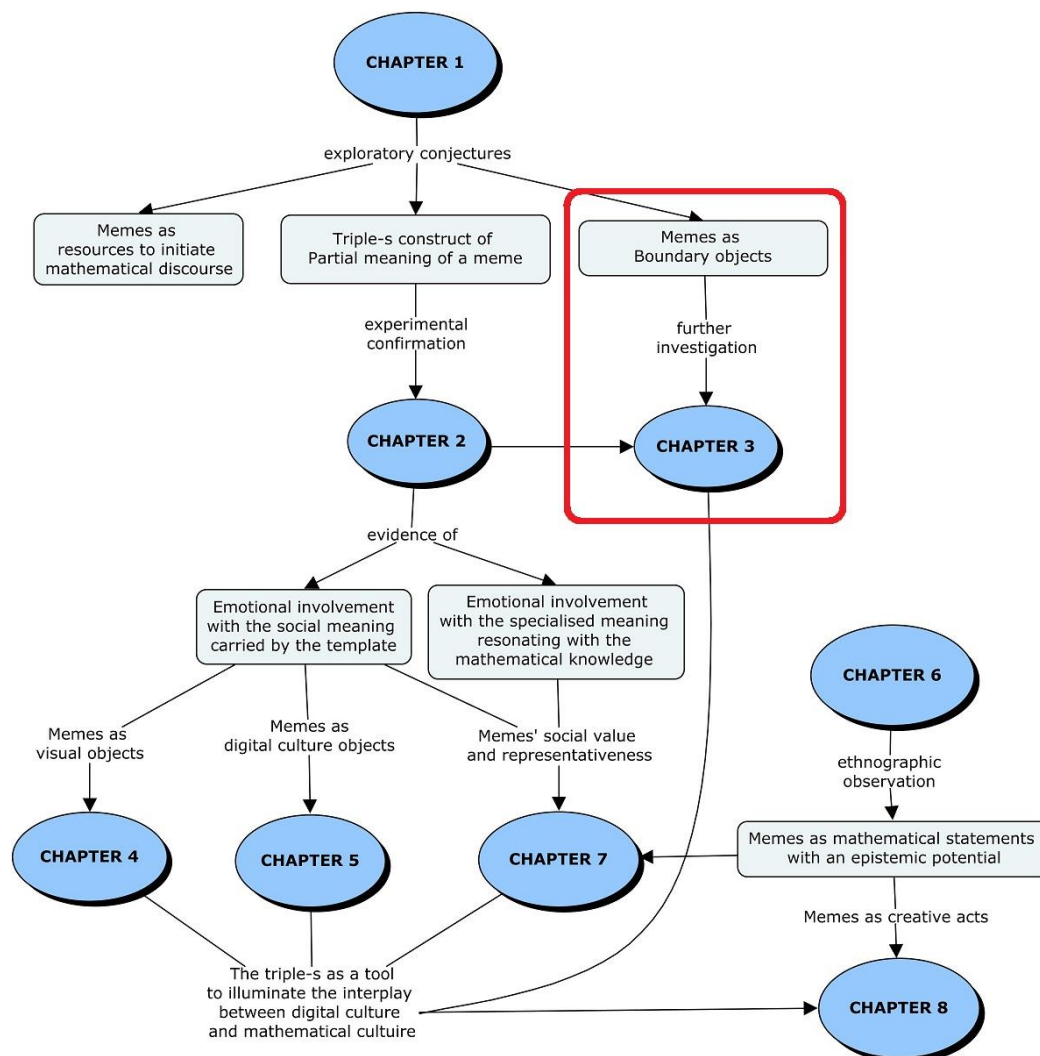 CHAPTER 1
exploratory conjectures
Memes as
resources to initiate
mathematical discourse
Triple-s construct of
Partial meaning of a meme
Memes as
Boundary objects
experimental
confirmation
further
investigation
CHAPTER 2
CHAPTER 3
evidence of
Emotional involvement
with the social meaning
carried by the template
Emotional involvement
with the specialised meaning
resonating with the
mathematical knowledge
CHAPTER 6
Memes as
visual objects
Memes as
digital culture objects
Memes' social value
and representativeness
ethnographic
observation
CHAPTER 4
CHAPTER 5
CHAPTER 7
Memes as mathematical statements
with an epistemic potential
Memes as creative acts
The triple-s as a tool
to illuminate the interplay
between digital culture
and mathematical cultuire
CHAPTER 8